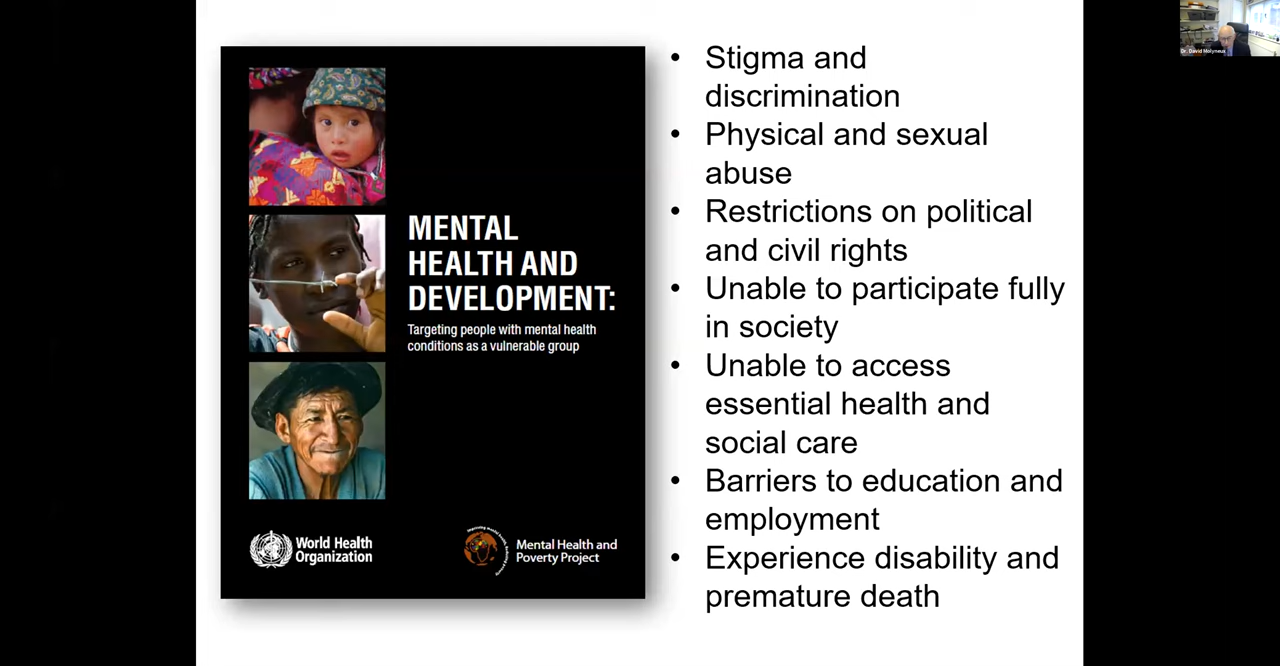 MENTAL
HEALTH AND
DEVELOPMENT:
Targeting people with mental health
conditions as a vulnerable group
World Health
Organization
Mental Health and
Poverty Project
• Stigma and
discrimination
• Physical and sexual
abuse
• Restrictions on political
and civil rights
• Unable to participate fully
in society
• Unable to access
essential health and
social care
• Barriers to education and
employment
• Experience disability and
premature death
Dr. David Molyneux